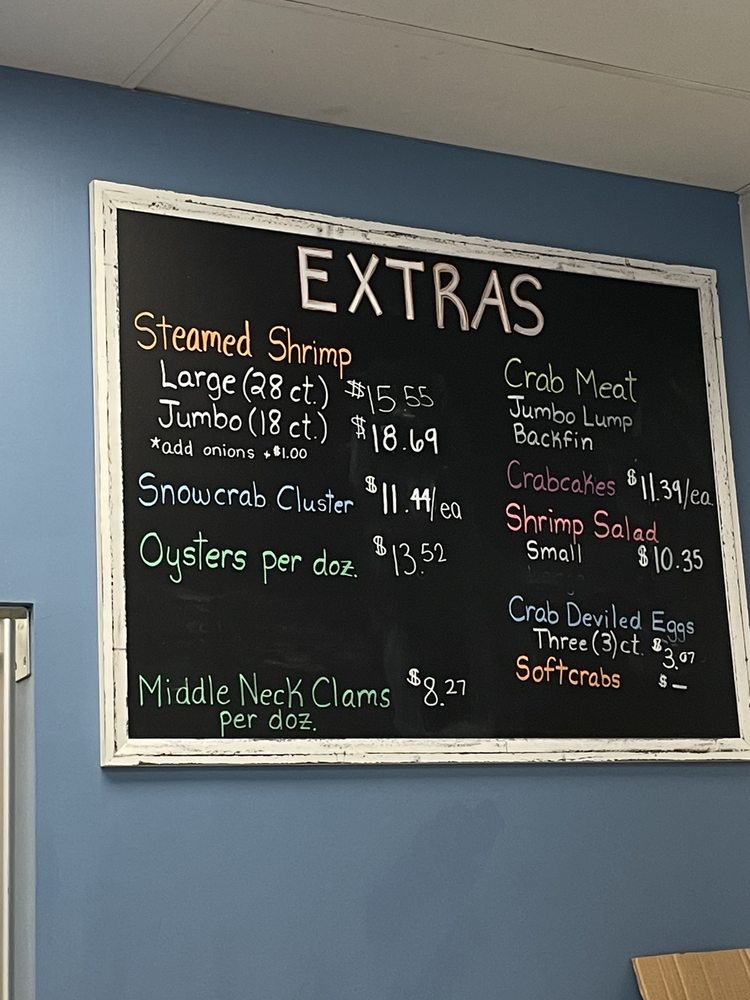 EXTRAS
Steamed Shrimp
Large (28 ct.) $15.55
Jumbo (18 ct.) $18.69
*add onions +$1.00
Snowcrab Cluster $11.44/ea
Oysters per doz. $13.52
Middle Neck Clams $8.27
per doz.
Crab Meat
Jumbo Lump
Backfin
Crabcakes $11.39/ea
Shrimp Salad
Small $10.35
Crab Deviled Eggs
Three (3) ct. $3.07
Softcrabs $ —